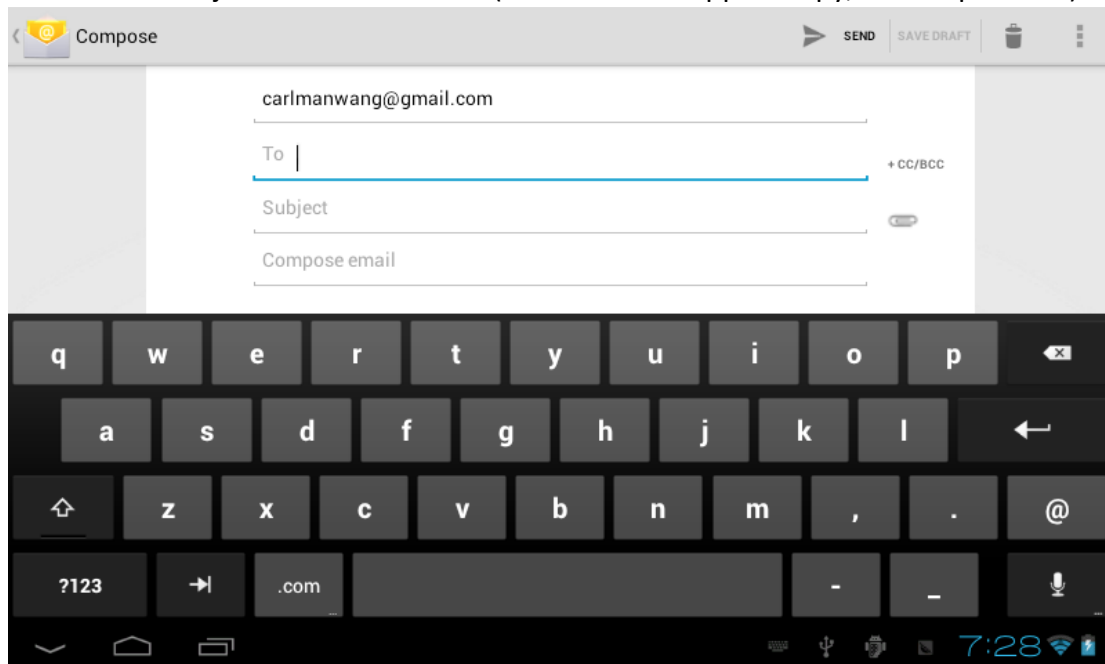 Compose
SEND
SAVE DRAFT
carlmanwang@gmail.com
To
+ CC/BCC
Subject
Compose email
q w e r t y u i o p
a s d f g h j k l
z x c v b n m , . @
?123 .com - _
7:28